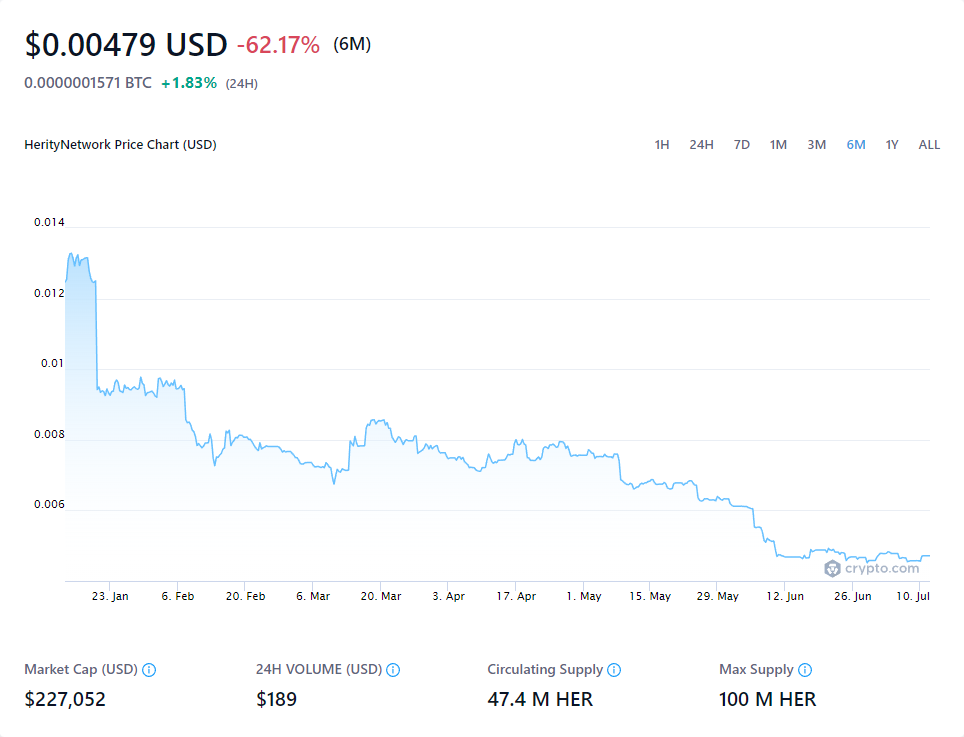 $0.00479 USD -62.17% (6M)
0.0000001571 BTC +1.83% (24H)
HerityNetwork Price Chart (USD) 1H 24H 7D 1M 3M 6M 1Y ALL
0.014
0.012
0.01
0.008
0.006
crypto.com
23. Jan 6. Feb 20. Feb 6. Mar 20. Mar 3. Apr 17. Apr 1. May 15. May 29. May 12. Jun 26. Jun 10. Jul
Market Cap (USD) 24H VOLUME (USD) Circulating Supply Max Supply
$227,052 $189 47.4 M HER 100 M HER